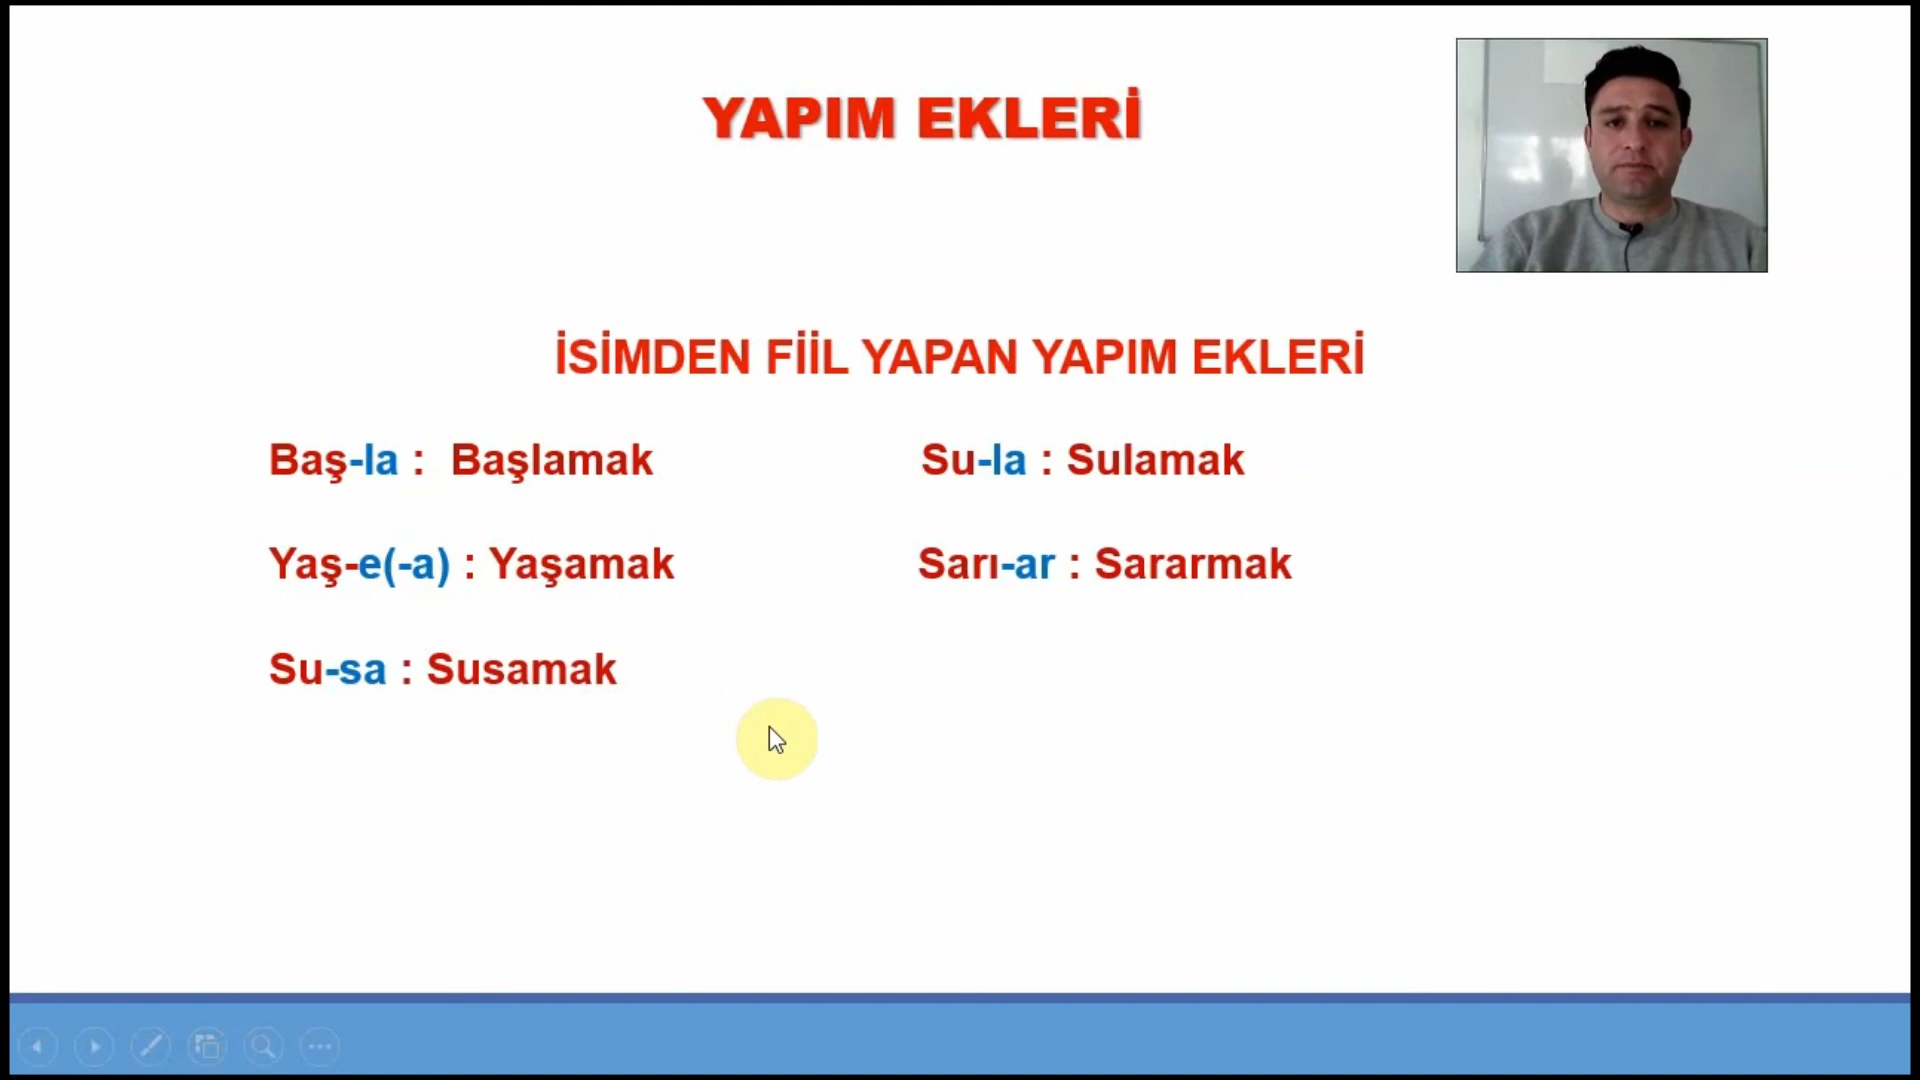 YAPIM EKLERİ
İSİMDEN FİİL YAPAN YAPIM EKLERİ
Baş-la : Başlamak
Su-la : Sulamak
Yaş-e(-a) : Yaşamak
Sarı-ar : Sararmak
Su-sa : Susamak